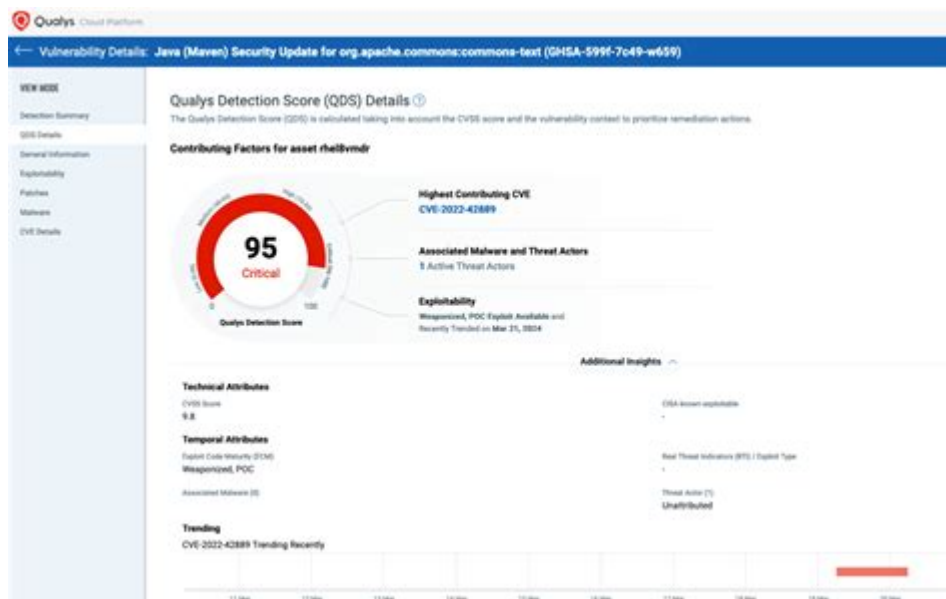 Qualys Cloud Platform
← Vulnerability Details: Java (Maven) Security Update for org.apache.commons:commons-text (GHSA-599f-7c49-w659)
VIEW MODE
Detection Summary
QDS Details
General Information
Exploitability
Patches
Malware
CVE Details
Qualys Detection Score (QDS) Details
The Qualys Detection Score (QDS) is calculated taking into account the CVSS score and the vulnerability context to prioritize remediation actions.
Contributing Factors for asset rhel8vmdr
95
Critical
0
100
Qualys Detection Score
Highest Contributing CVE
CVE-2022-42889
Associated Malware and Threat Actors
1 Active Threat Actors
Exploitability
Weaponized, POC Exploit Available and
Recently Trended on Mar 21, 2024
Additional Insights
Technical Attributes
CVSS Score
CISA known exploitable
9.8
-
Temporal Attributes
Exploit Code Maturity (ECM)
Real Threat Indicators (RTI) / Exploit Type
Weaponized, POC
-
Associated Malware (0)
Threat Actor (1)
Unattributed
Trending
CVE-2022-42889 Trending Recently